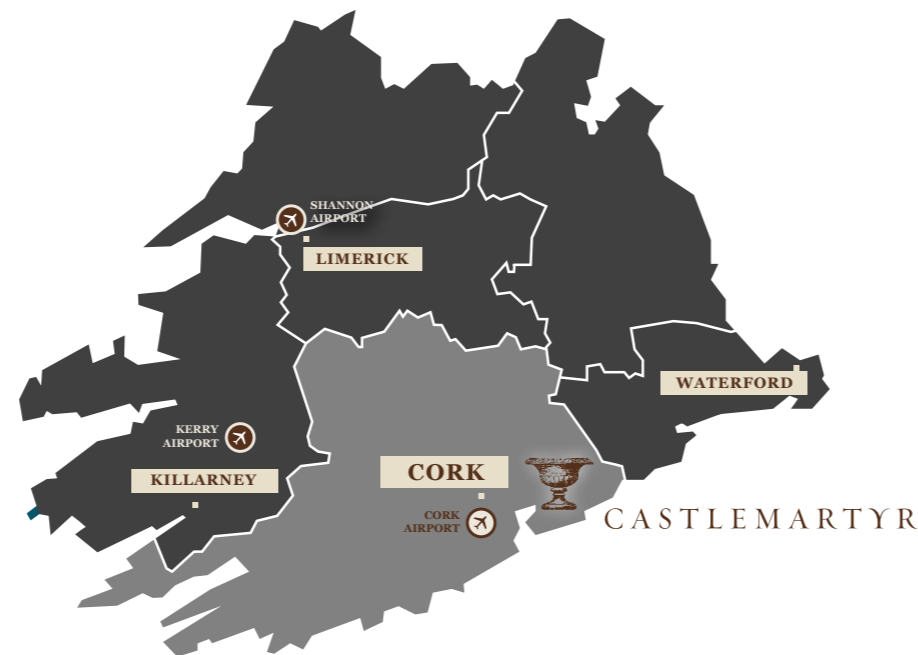 SHANNON
AIRPORT
LIMERICK
WATERFORD
KERRY
AIRPORT
KILLARNEY
CORK
CORK
AIRPORT
CASTLEMARTYR